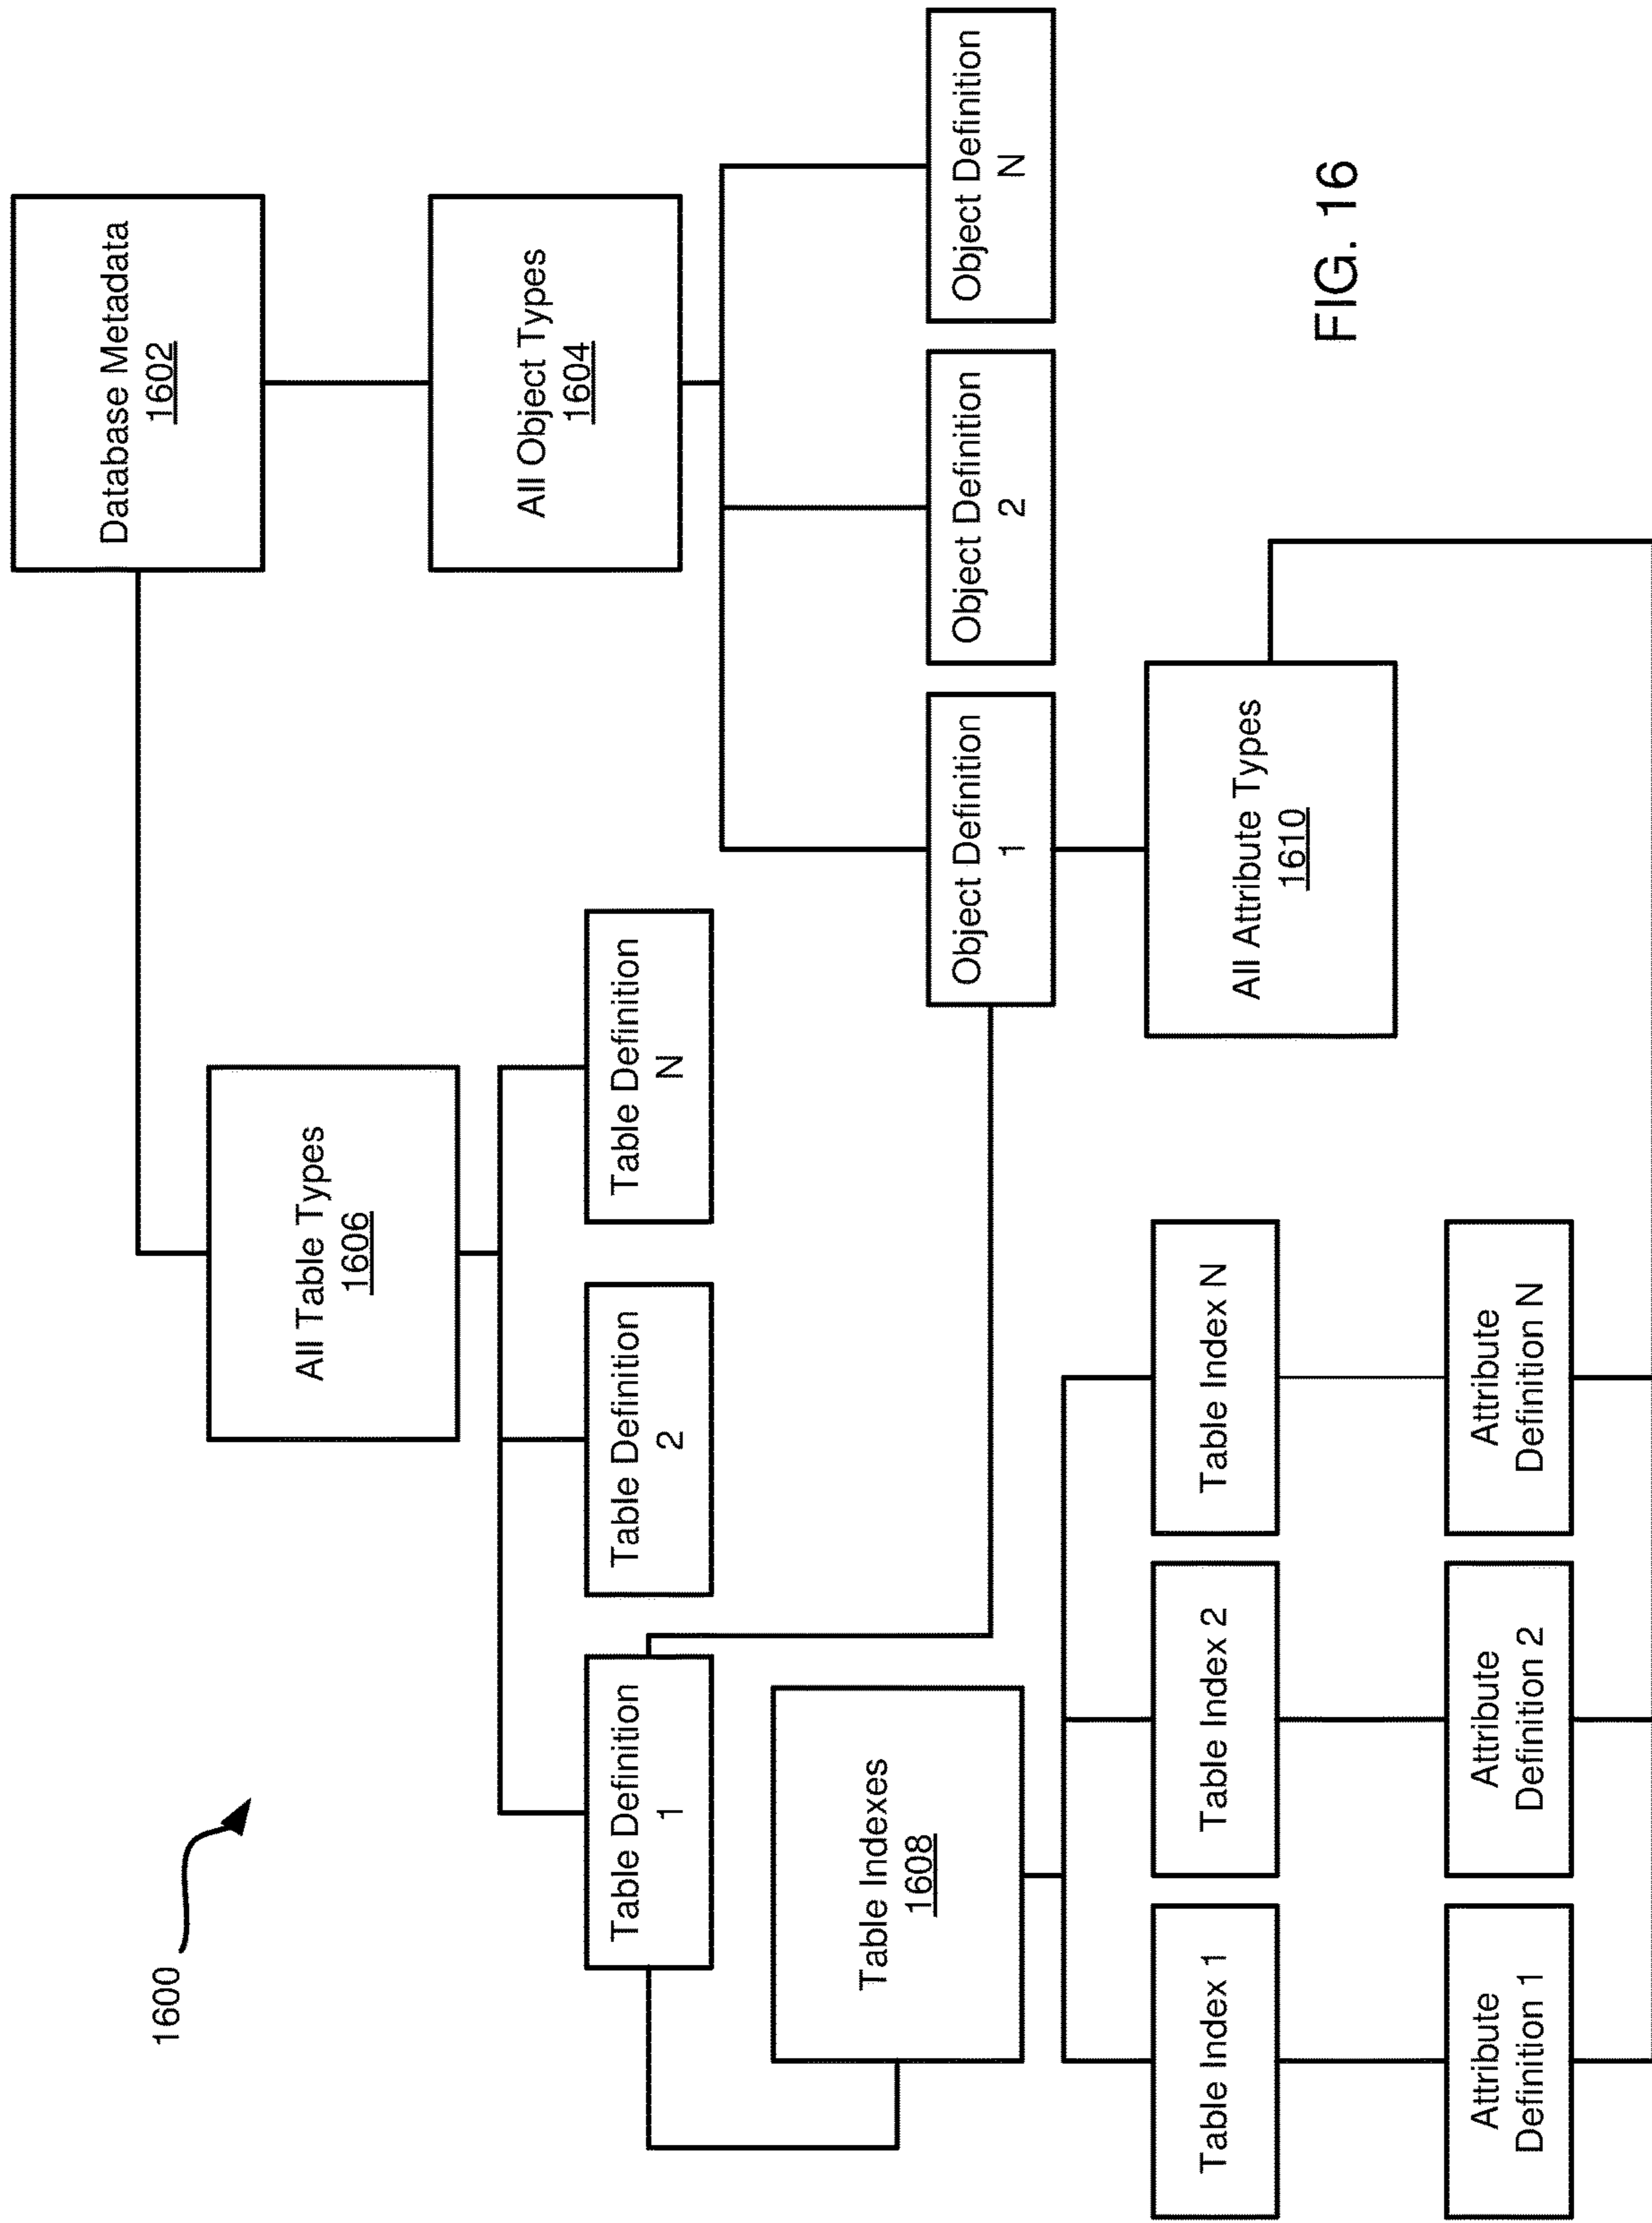 1600
Database Metadata
1602
All Table Types
1606
All Object Types
1604
Table Definition
1
Table Definition
2
Table Definition
N
Table Indexes
1608
Object Definition
1
Object Definition
2
Object Definition
N
Table Index 1
Table Index 2
Table Index N
All Attribute Types
1610
Attribute
Definition 1
Attribute
Definition 2
Attribute
Definition N
FIG. 16